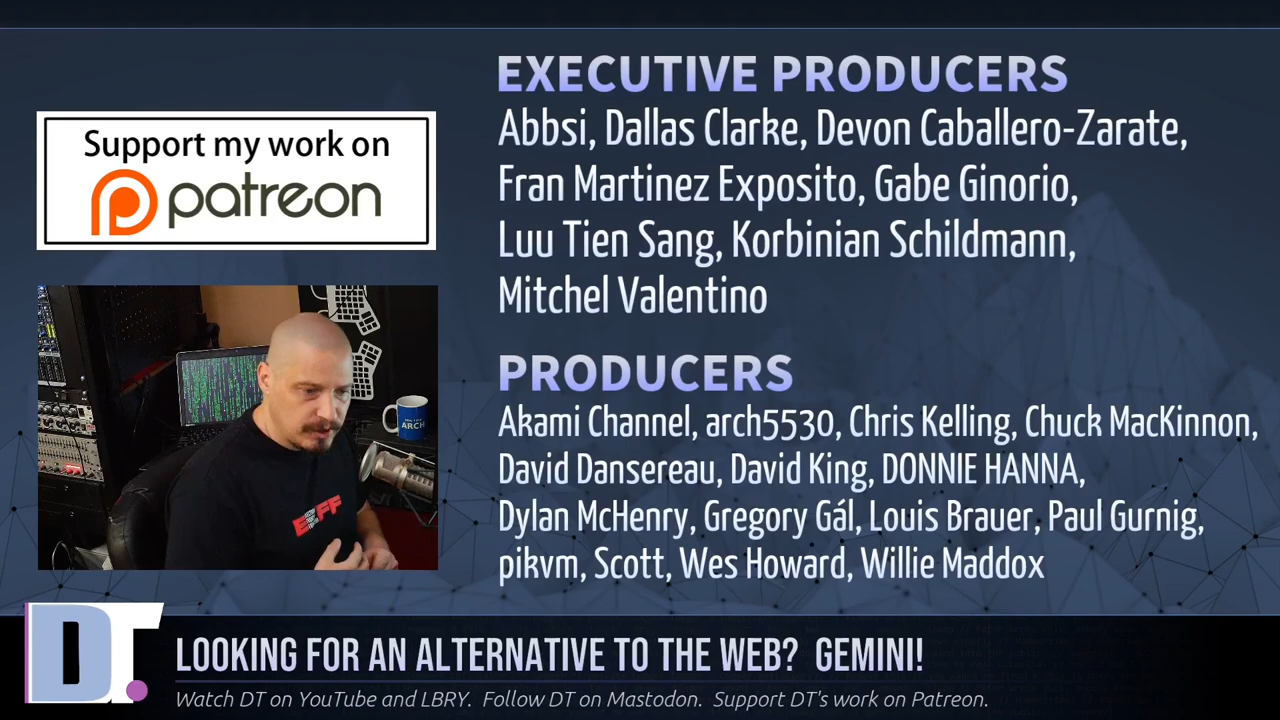 EXECUTIVE PRODUCERS
Abbsi, Dallas Clarke, Devon Caballero-Zarate,
Fran Martinez Exposito, Gabe Ginorio,
Luu Tien Sang, Korbinian Schildmann,
Mitchel Valentino
Support my work on
patreon
PRODUCERS
Akami Channel, arch5530, Chris Kelling, Chuck MacKinnon,
David Dansereau, David King, DONNIE HANNA,
Dylan McHenry, Gregory Gál, Louis Brauer, Paul Gurnig,
pikvm, Scott, Wes Howard, Willie Maddox
ARCH
EFF
DT.
LOOKING FOR AN ALTERNATIVE TO THE WEB? GEMINI!
Watch DT on YouTube and LBRY. Follow DT on Mastodon. Support DT's work on Patreon.